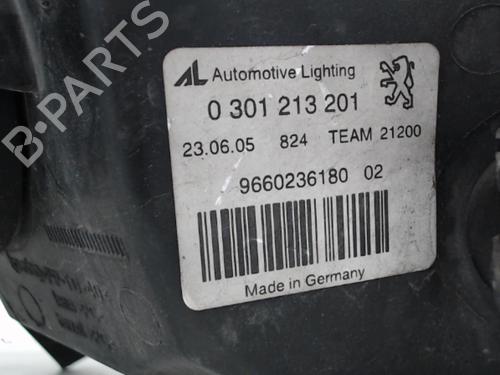 B-PARTS
AL Automotive Lighting
0 301 213 201
23.06.05 824 TEAM 21200
9660236180 02
Made in Germany